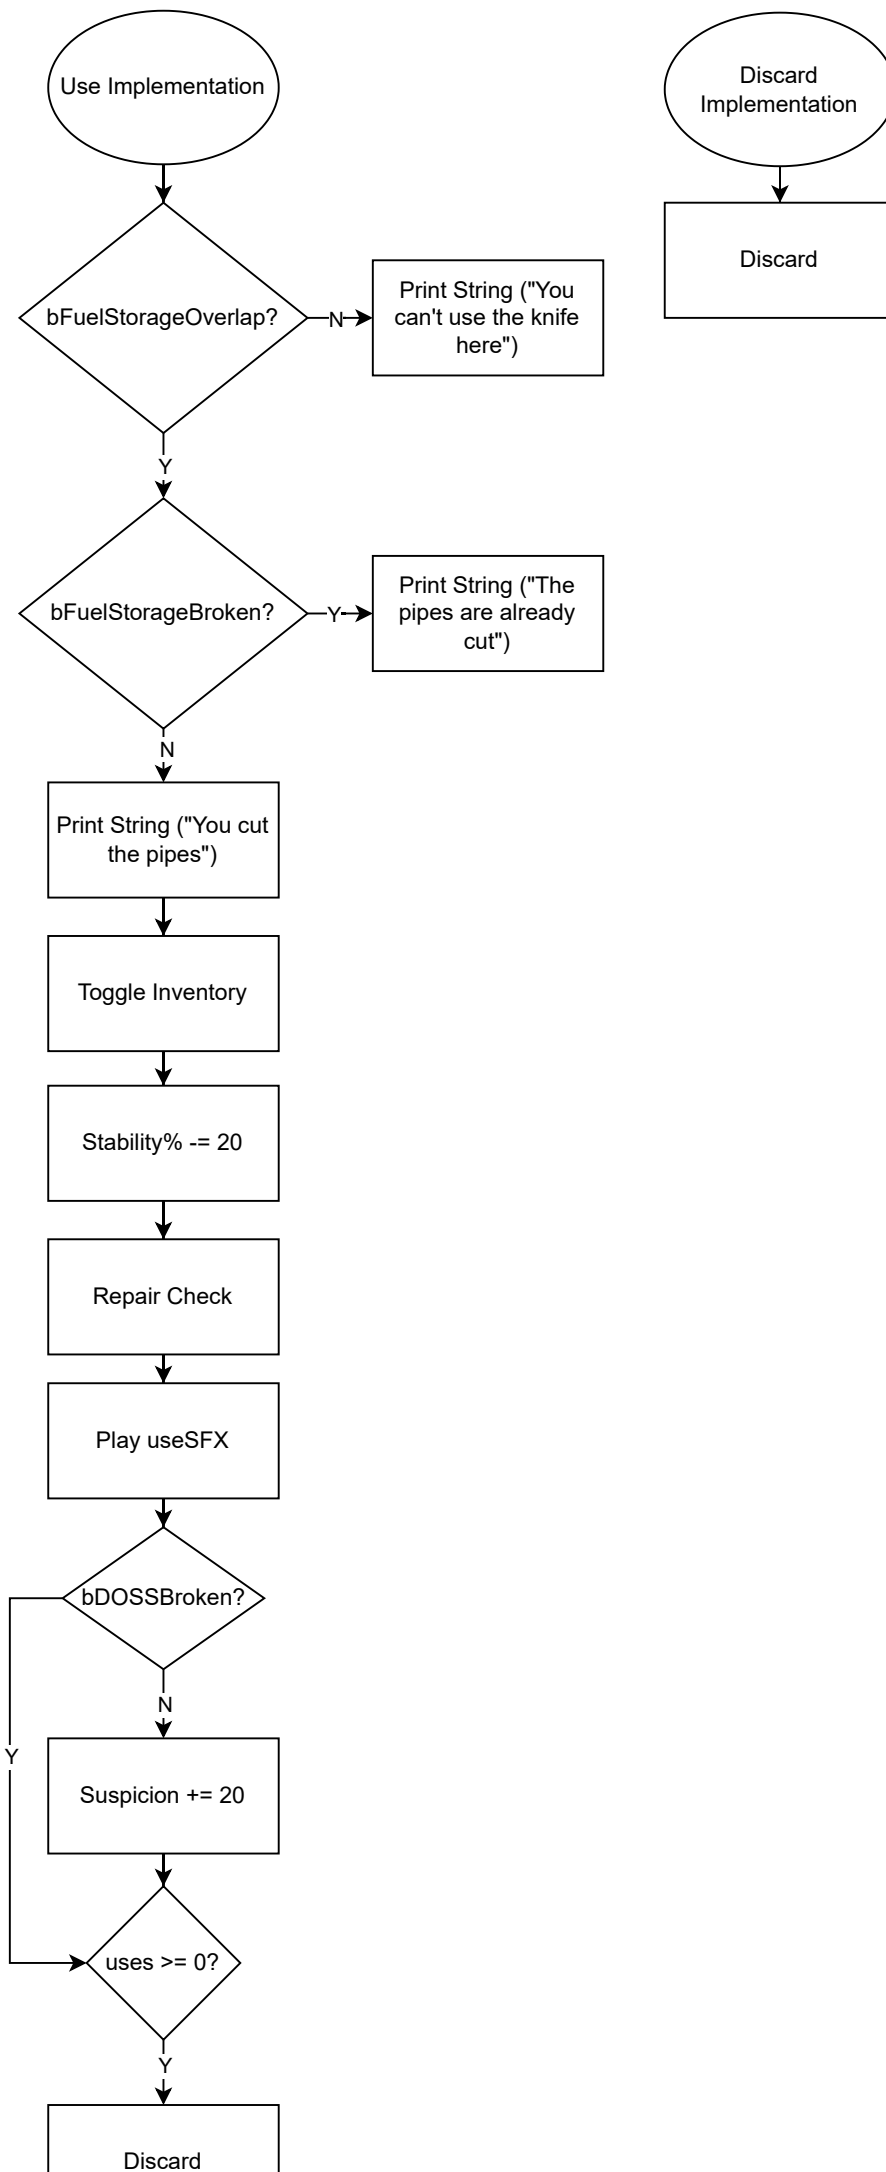 Use Implementation
Discard
Implementation
Discard
bFuelStorageOverlap?
N
Print String ("You
can't use the knife
here")
Y
bFuelStorageBroken?
Y
Print String ("The
pipes are already
cut")
N
Print String ("You cut
the pipes")
Toggle Inventory
Stability% -= 20
Repair Check
Play useSFX
bDOSSBroken?
N
Y
Suspicion += 20
uses >= 0?
Y
Discard